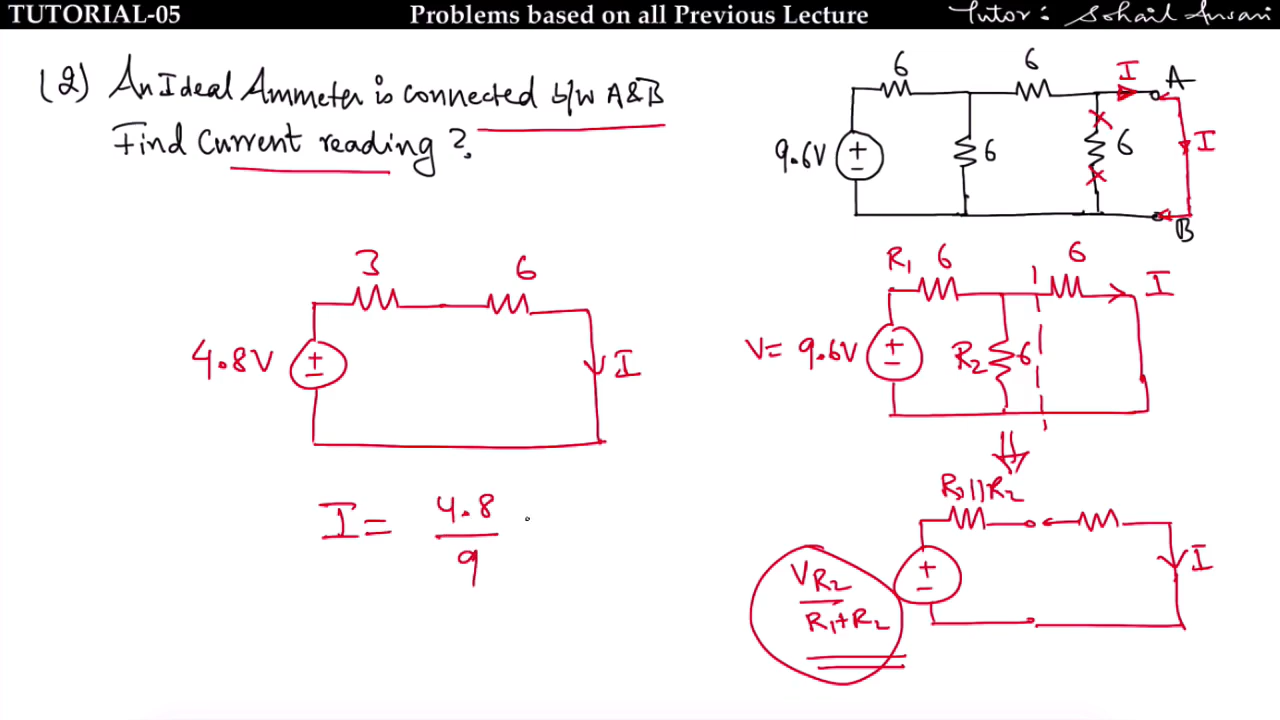 TUTORIAL-05 Problems based on all Previous Lecture Tutor: Sohail Ansari
(2) An Ideal Ammeter is connected b/w A&B
Find Current reading ?
6 6 I A
9.6V + - 6 6 I
B
3 6
4.8V + - I
R1 6 6 I
V= 9.6V + - R2 6
R1||R2
+ - I
VR2
R1+R2
I = 4.8
9